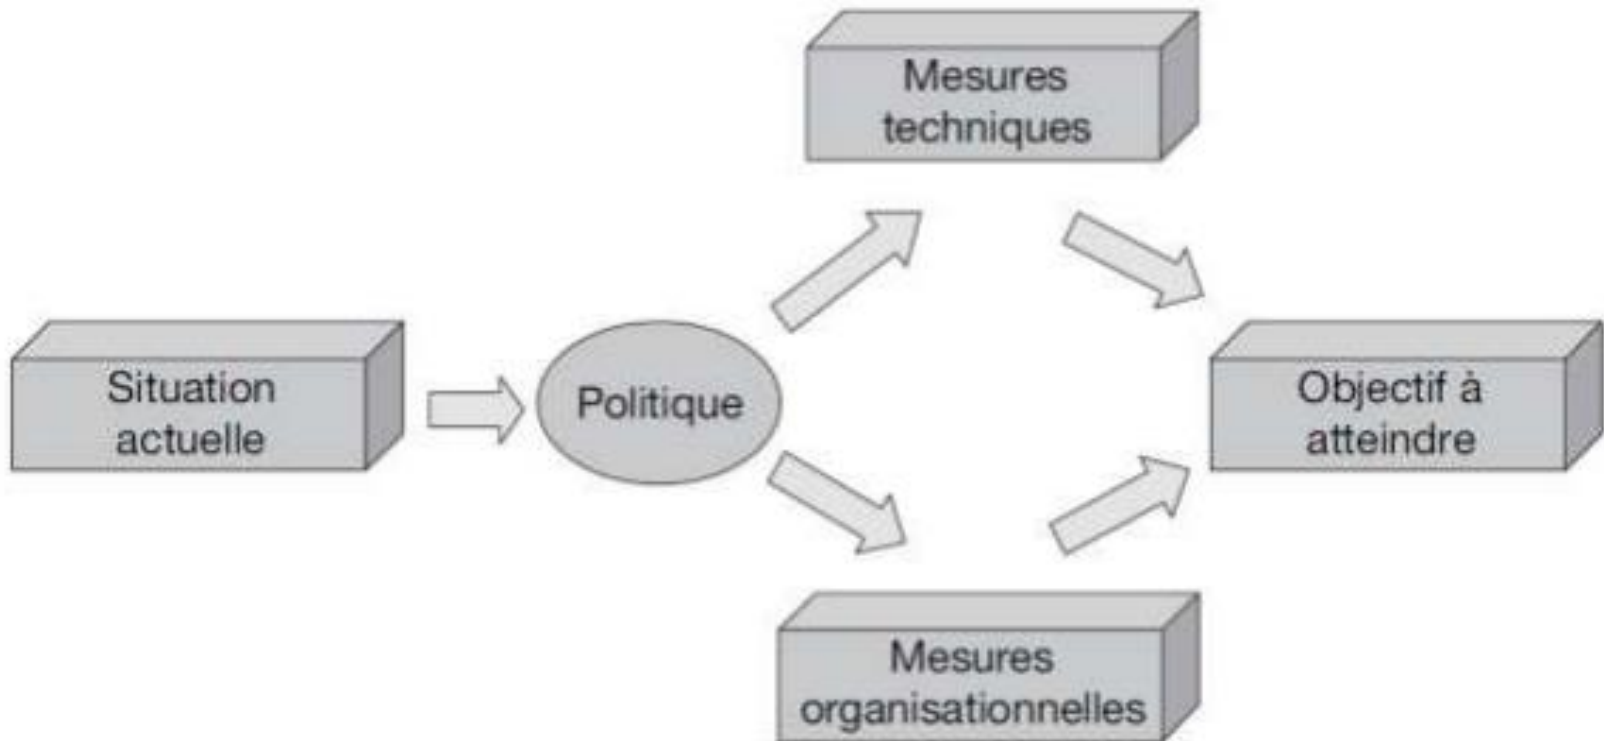 Mesures
techniques
Situation
actuelle
Politique
Objectif à
atteindre
Mesures
organisationnelles